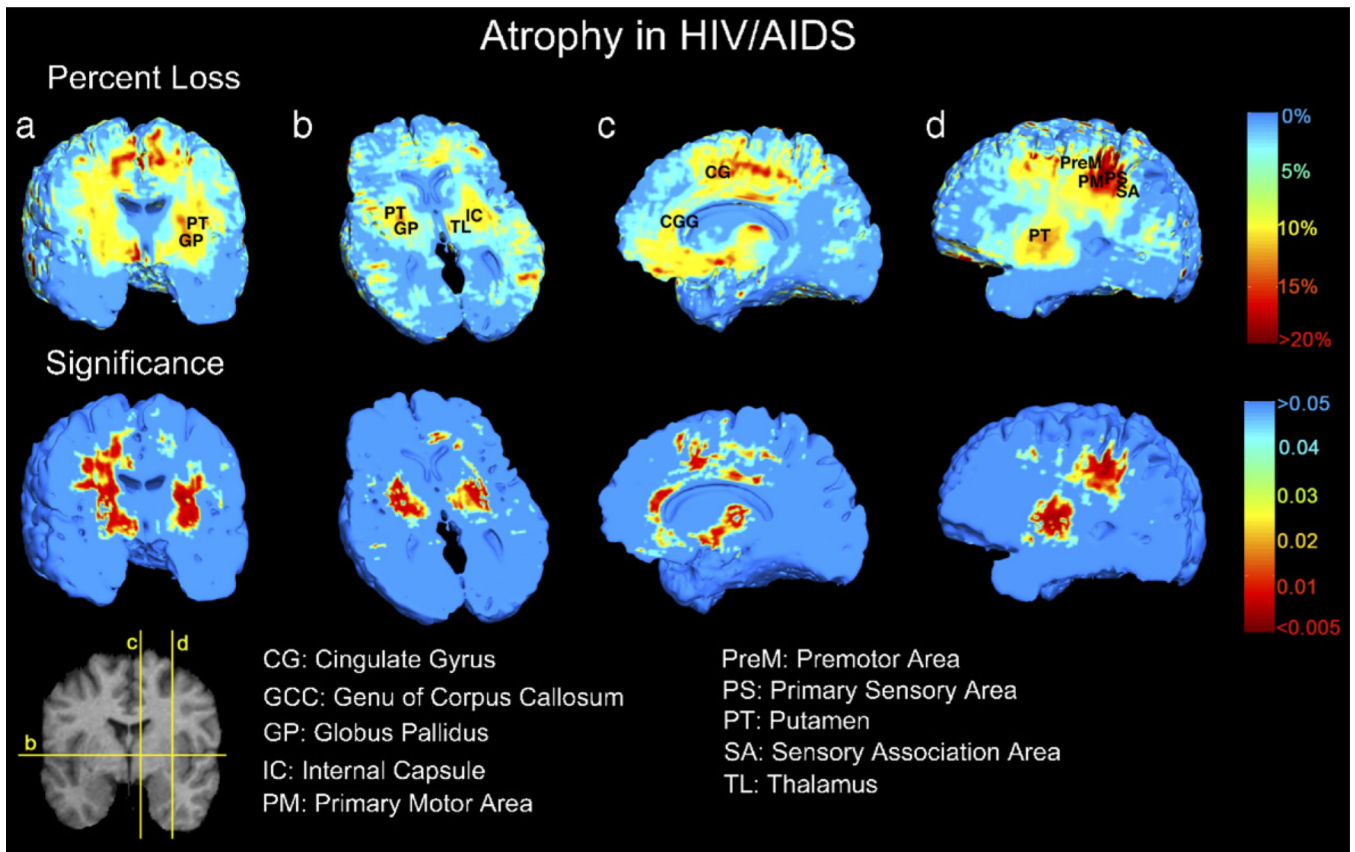 Atrophy in HIV/AIDS
Percent Loss
a
b
c
d
PT
GP
PT
GP
IC
TL
CG
CGG
PreM
PM
PS
SA
PT
0%
5%
10%
15%
>20%
Significance
>0.05
0.04
0.03
0.02
0.01
<0.005
c
d
b
CG: Cingulate Gyrus
GCC: Genu of Corpus Callosum
GP: Globus Pallidus
IC: Internal Capsule
PM: Primary Motor Area
PreM: Premotor Area
PS: Primary Sensory Area
PT: Putamen
SA: Sensory Association Area
TL: Thalamus